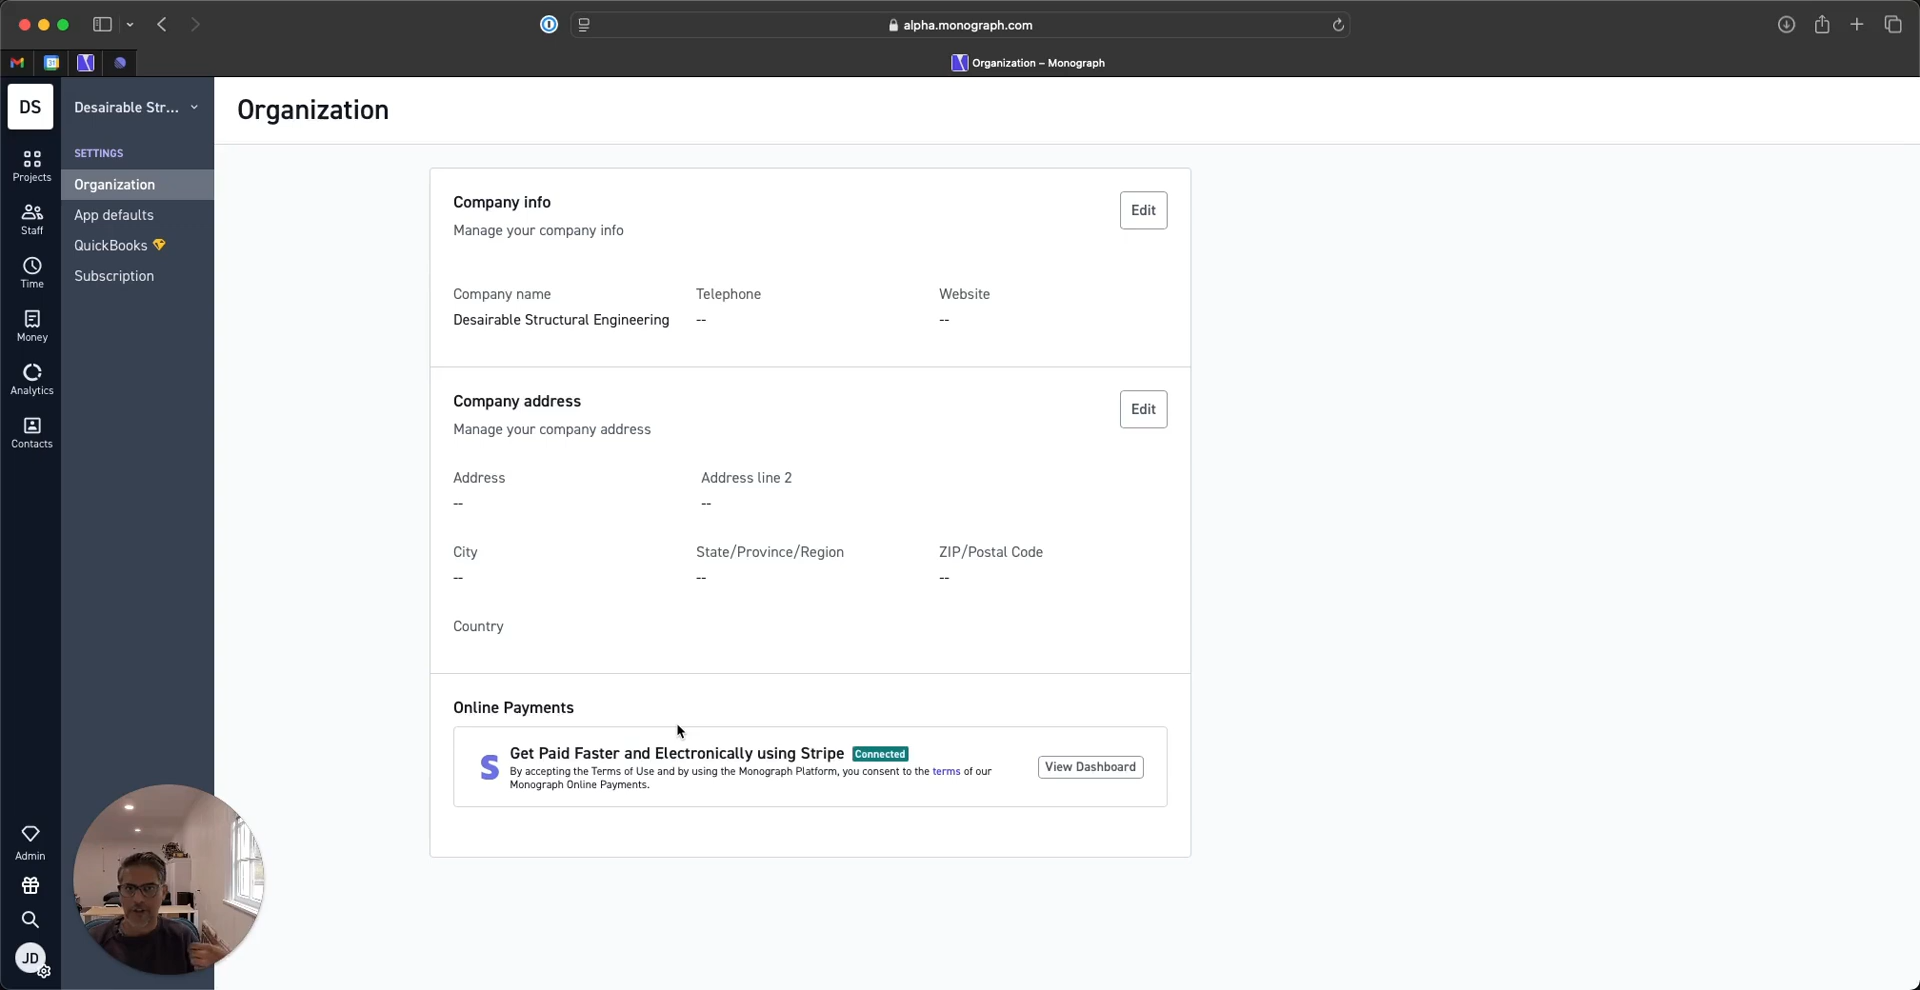 alpha.monograph.com
31
Organization – Monograph
DS
Desairable Str...
Organization
SETTINGS
Projects
Organization
App defaults
Staff
QuickBooks
Subscription
Time
Money
Analytics
Contacts
Company info
Edit
Manage your company info
Company name Telephone Website
Desairable Structural Engineering -- --
Company address
Edit
Manage your company address
Address Address line 2
-- --
City State/Province/Region ZIP/Postal Code
-- -- --
Country
Online Payments
S
Get Paid Faster and Electronically using Stripe Connected
By accepting the Terms of Use and by using the Monograph Platform, you consent to the terms of our
Monograph Online Payments.
View Dashboard
Admin
JD